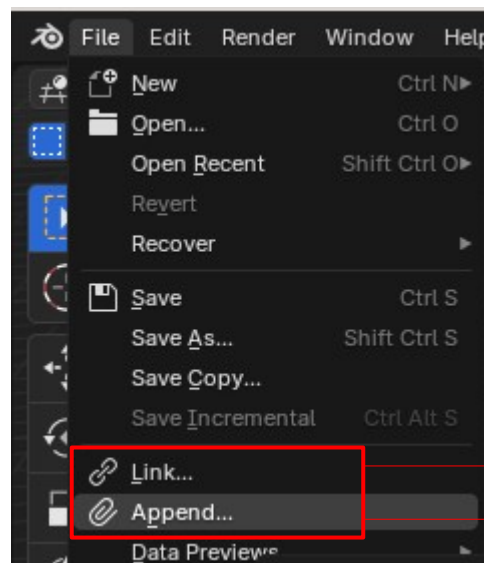 File Edit Render Window Help
New Ctrl N
Open... Ctrl O
Open Recent Shift Ctrl O
Revert
Recover
Save Ctrl S
Save As... Shift Ctrl S
Save Copy...
Save Incremental Ctrl Alt S
Link...
Append...
Data Previews